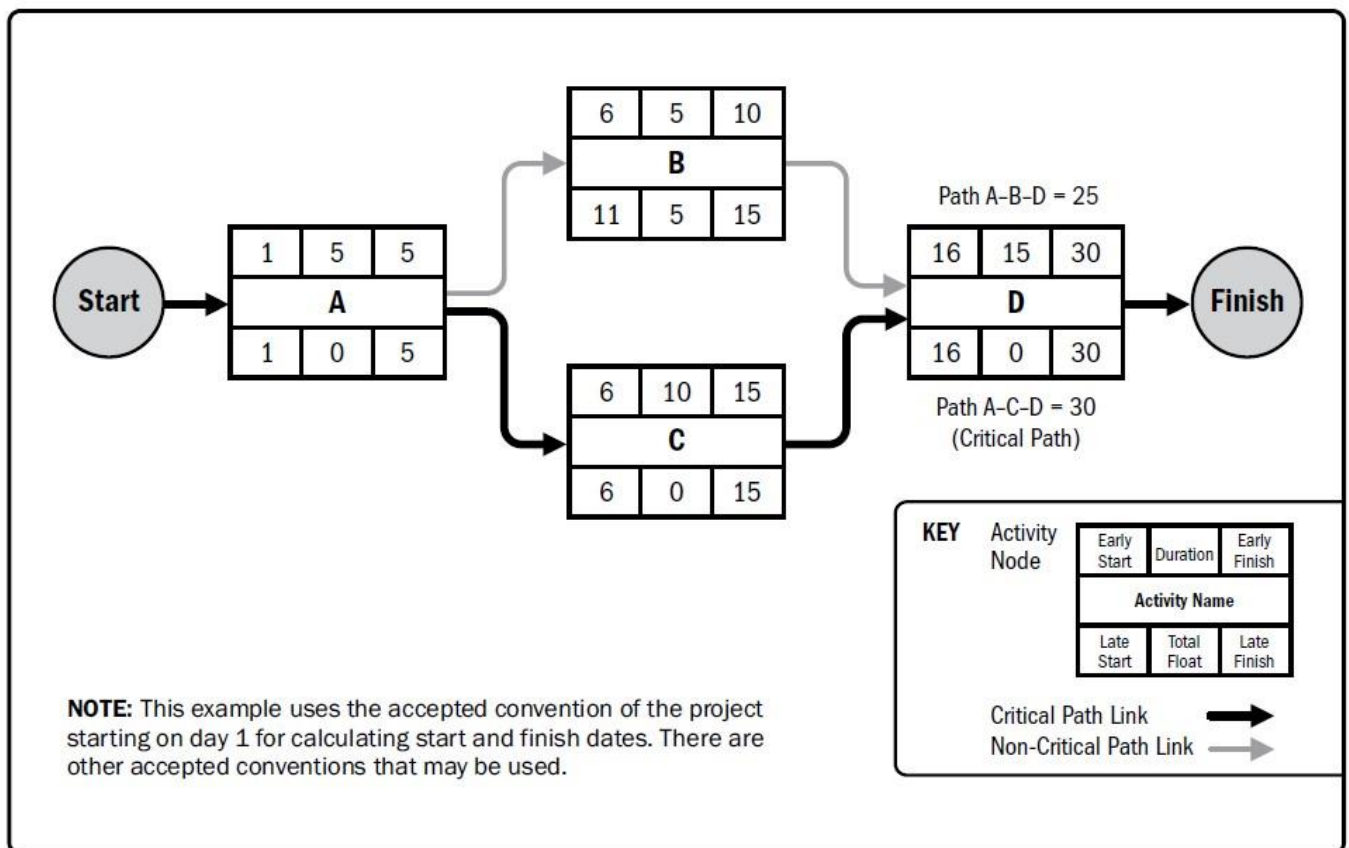 6 5 10
B
11 5 15
Path A–B–D = 25
Start
1 5 5
A
1 0 5
16 15 30
D
16 0 30
Finish
6 10 15
C
6 0 15
Path A–C–D = 30
(Critical Path)
KEY
Activity
Node
Early
Start
Duration
Early
Finish
Activity Name
Late
Start
Total
Float
Late
Finish
Critical Path Link
Non-Critical Path Link
NOTE: This example uses the accepted convention of the project
starting on day 1 for calculating start and finish dates. There are
other accepted conventions that may be used.